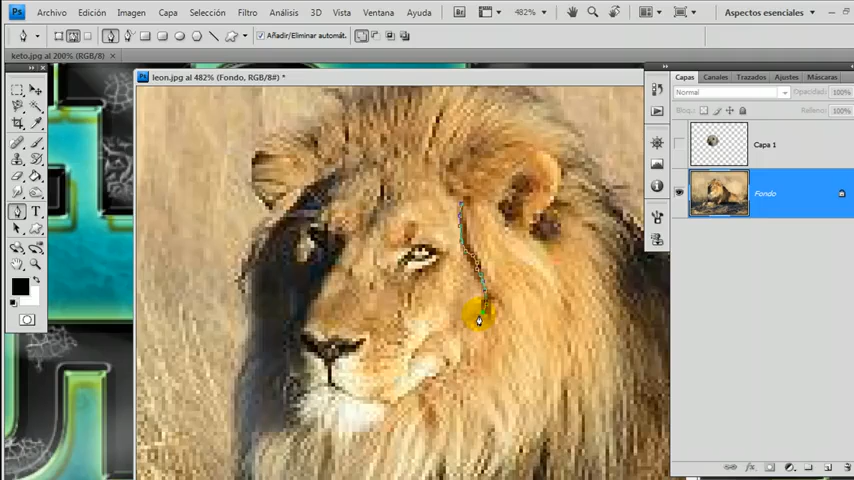 Ps Archivo Edición Imagen Capa Selección Filtro Análisis 3D Vista Ventana Ayuda Br 482% Aspectos esenciales
Añadir/Eliminar automát.
keto.jpg al 200% (RGB/8)
leon.jpg al 482% (Fondo, RGB/8#) *
Capas Canales Trazados Ajustes Máscaras
Normal Opacidad: 100%
Bloq.: Relleno: 100%
Capa 1
Fondo